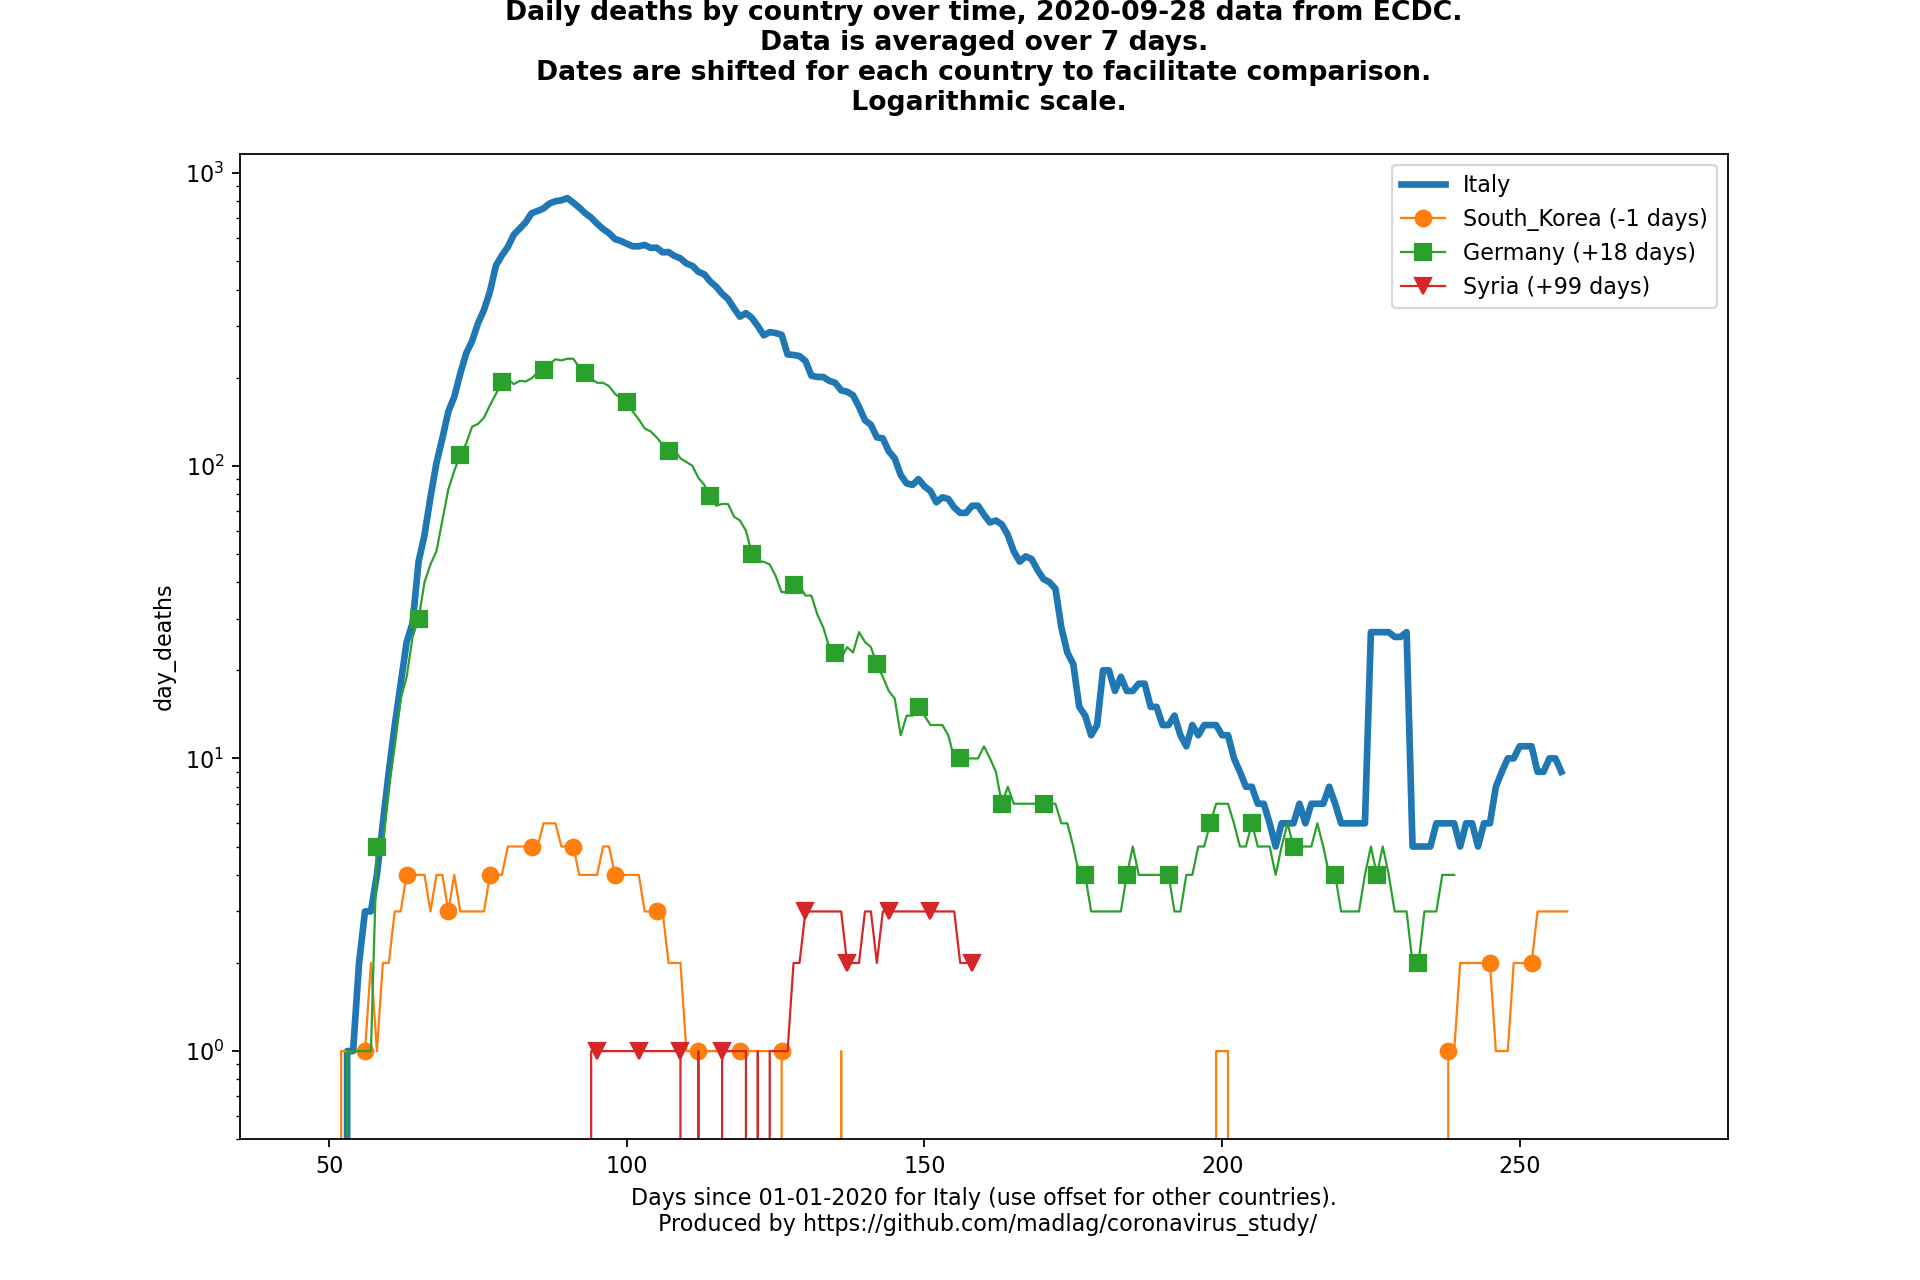 Daily deaths by country over time, 2020-09-28 data from ECDC.
Data is averaged over 7 days.
Dates are shifted for each country to facilitate comparison.
Logarithmic scale.
10³
10²
10¹
10⁰
day_deaths
Italy
South_Korea (-1 days)
Germany (+18 days)
Syria (+99 days)
50 100 150 200 250
Days since 01-01-2020 for Italy (use offset for other countries).
Produced by https://github.com/madlag/coronavirus_study/